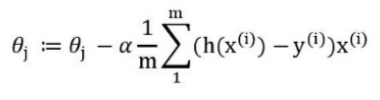 θⱼ := θⱼ − α 1/m ∑₁ᵐ (h(x⁽ⁱ⁾) − y⁽ⁱ⁾)x⁽ⁱ⁾